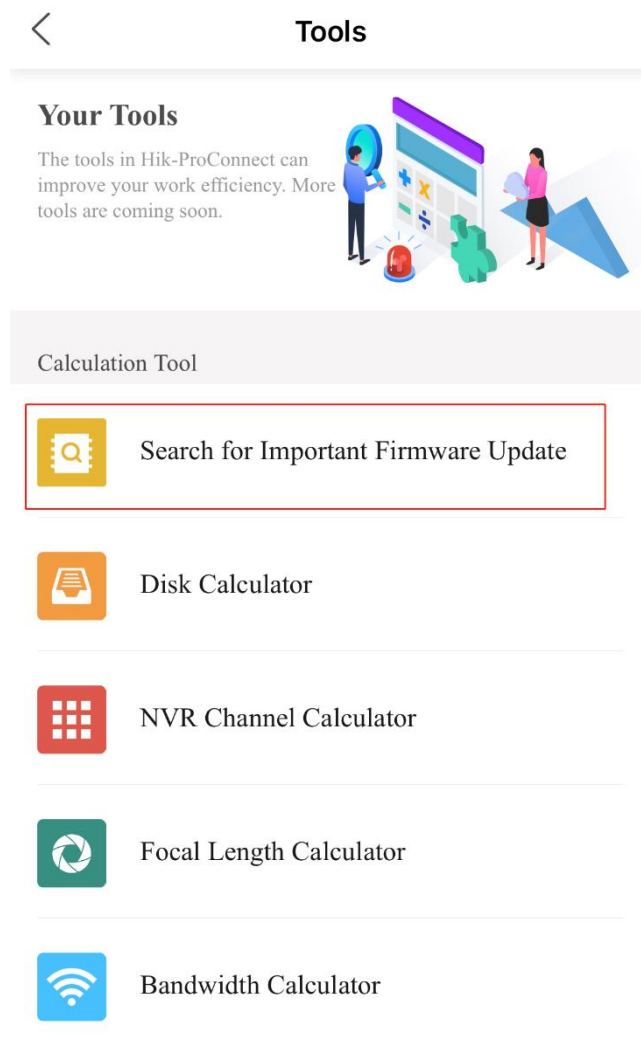 Tools
Your Tools
The tools in Hik-ProConnect can
improve your work efficiency. More
tools are coming soon.
Calculation Tool
Search for Important Firmware Update
Disk Calculator
NVR Channel Calculator
Focal Length Calculator
Bandwidth Calculator